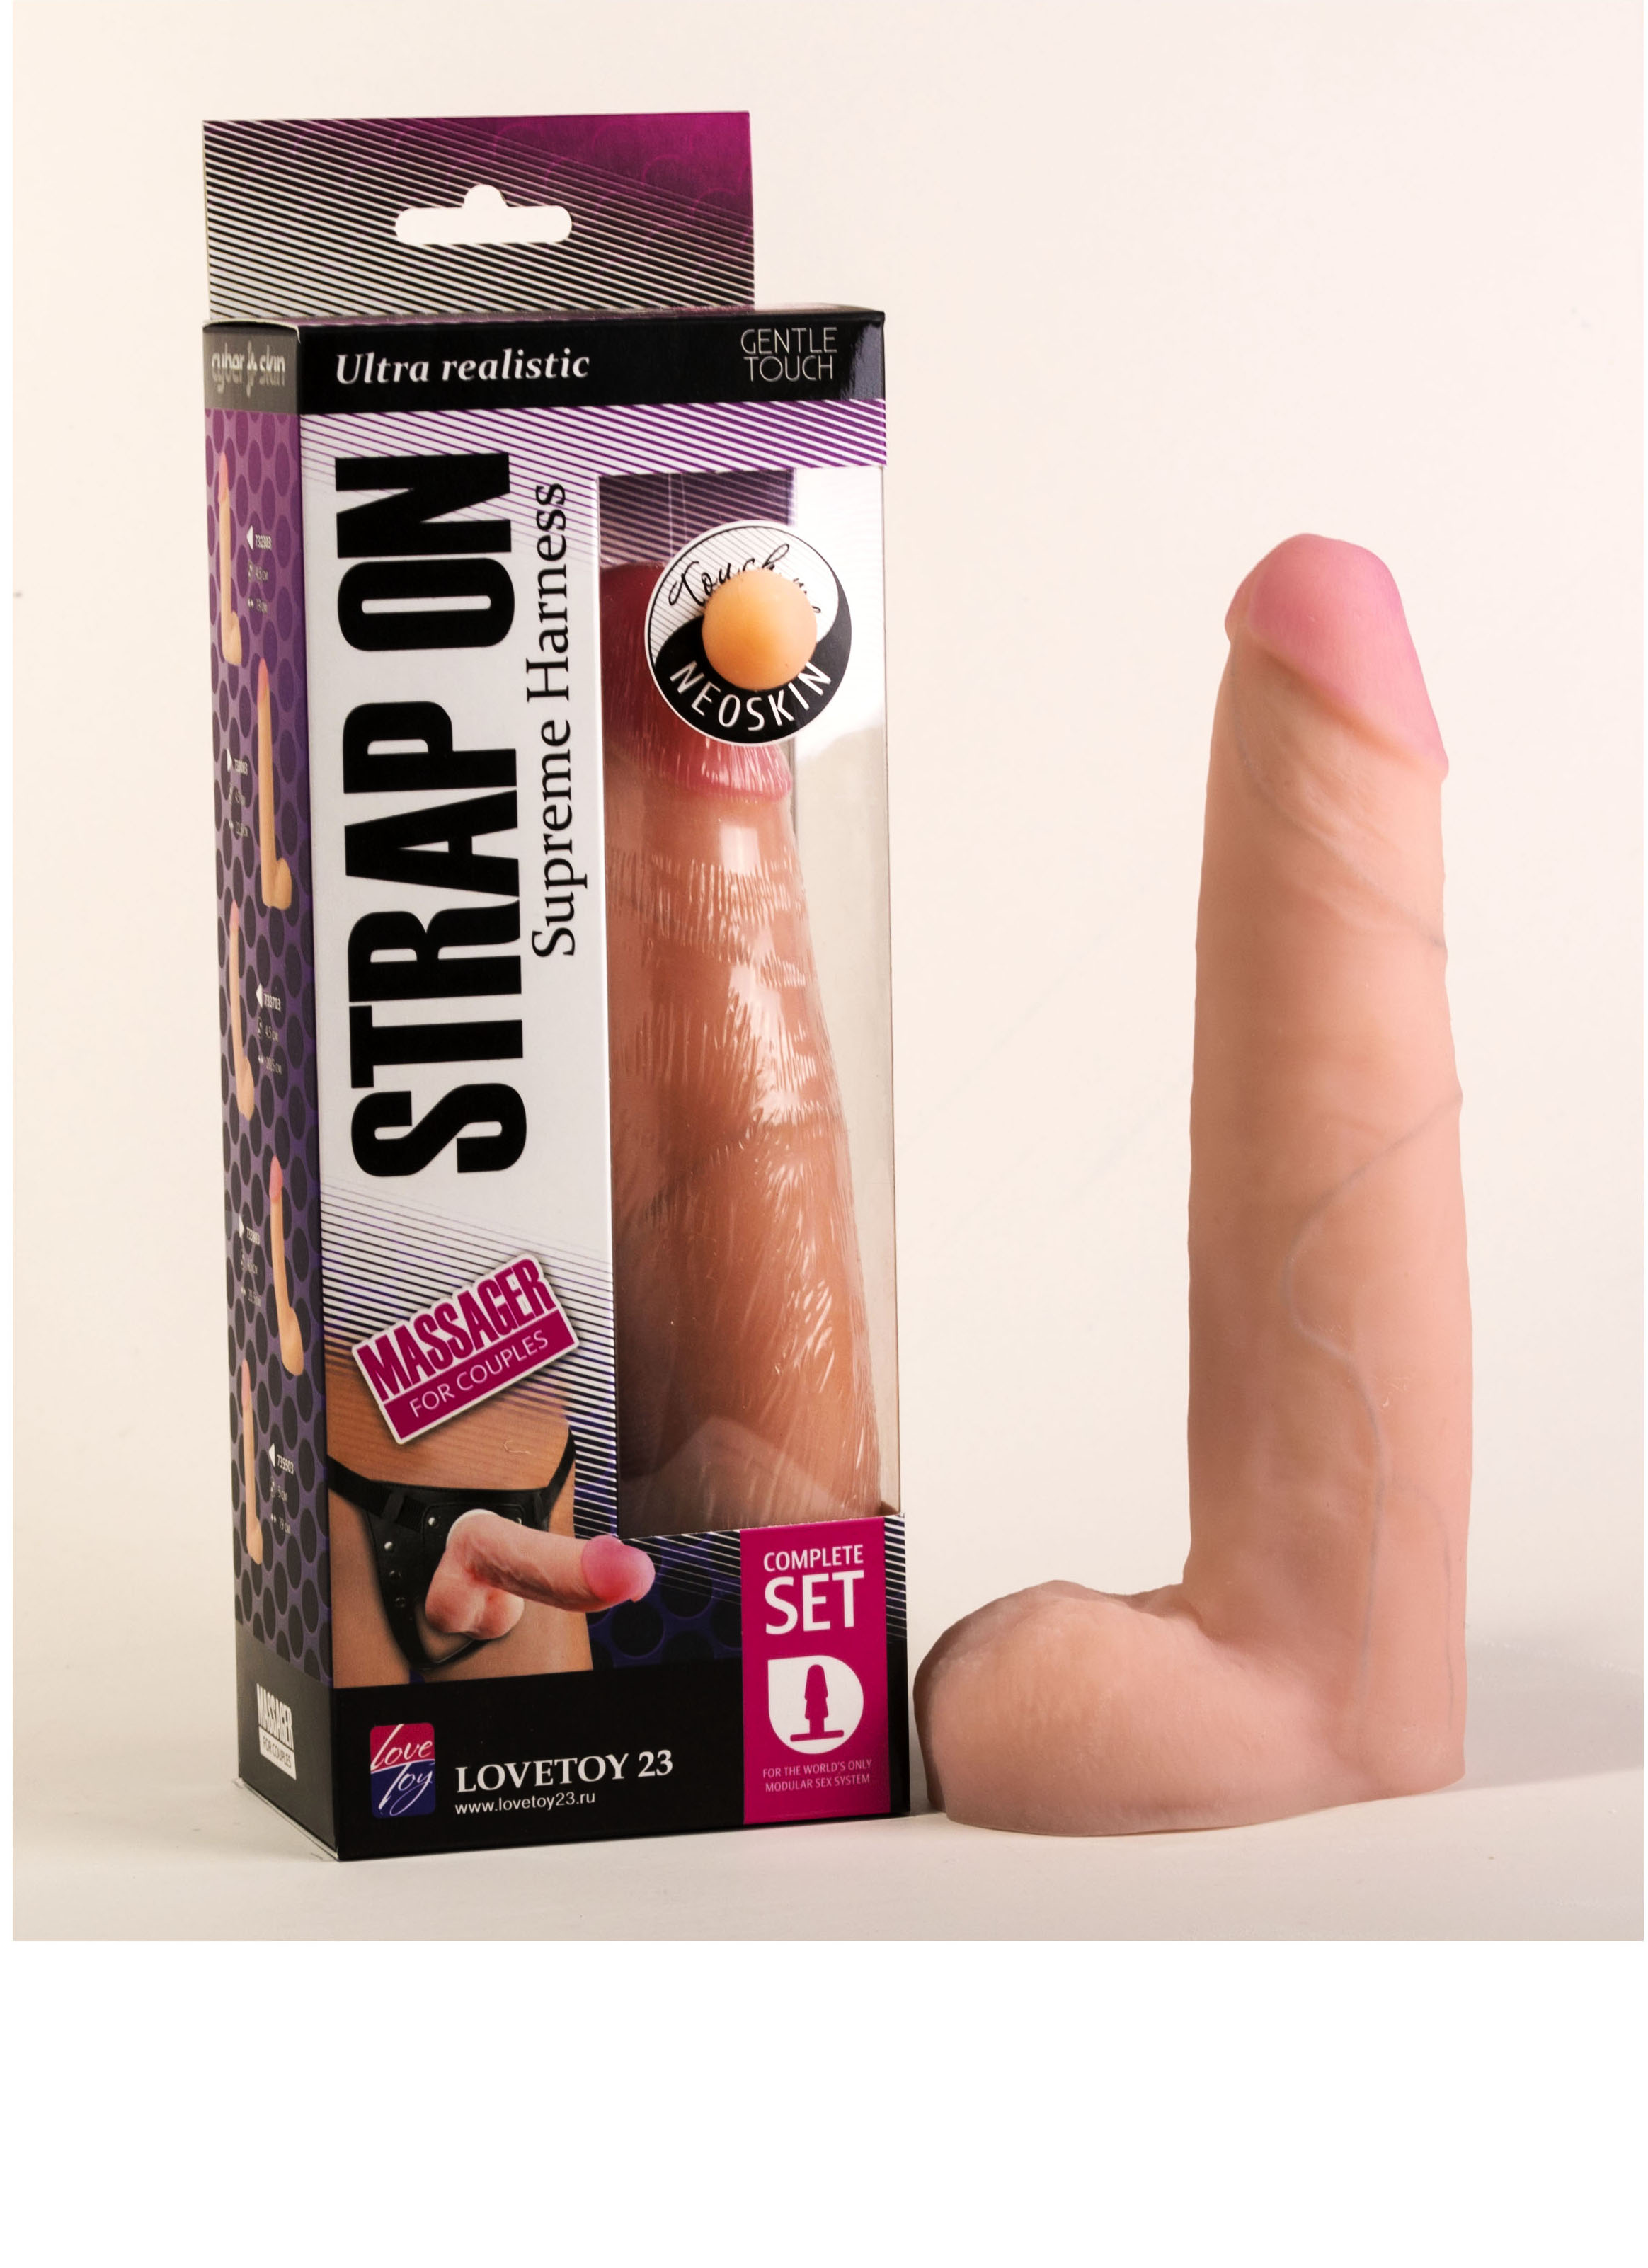 cyber skin
Ultra realistic
GENTLE
TOUCH
STRAP ON
Supreme Harness
Touch
NEOSKIN
MASSAGER
FOR COUPLES
COMPLETE
SET
FOR THE WORLD'S ONLY
MODULAR SEX SYSTEM
love
Toy
LOVETOY 23
www.lovetoy23.ru
MASSAGER
FOR COUPLES